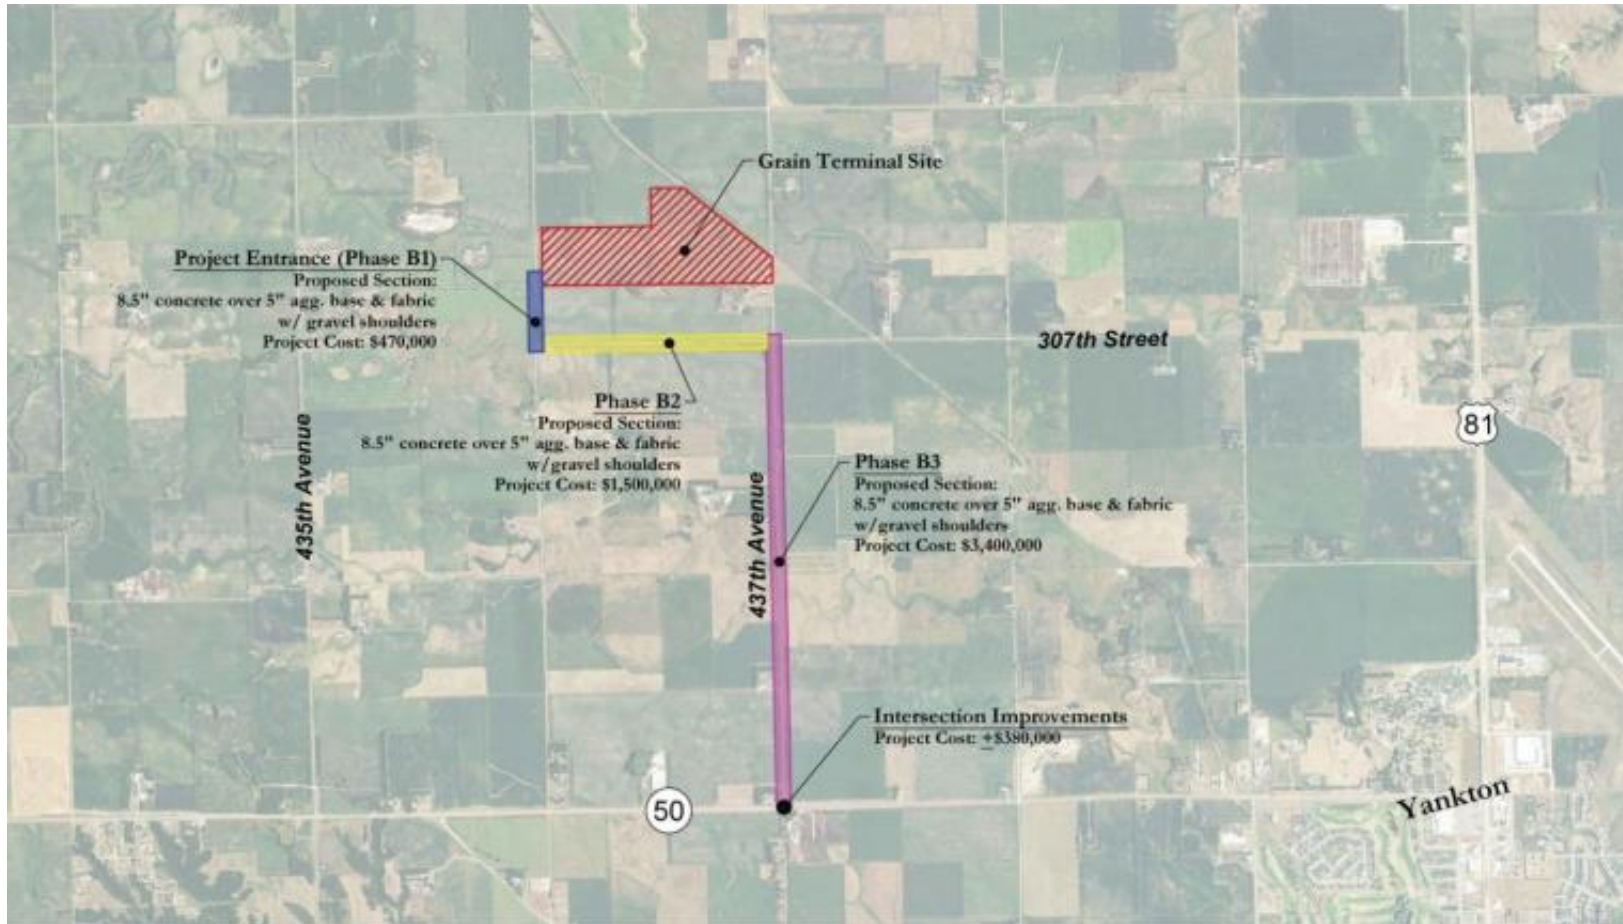 Grain Terminal Site
Project Entrance (Phase B1)
Proposed Section:
8.5" concrete over 5" agg. base & fabric
w/ gravel shoulders
Project Cost: $470,000
307th Street
Phase B2
Proposed Section:
8.5" concrete over 5" agg. base & fabric
w/gravel shoulders
Project Cost: $1,500,000
435th Avenue
81
Phase B3
Proposed Section:
8.5" concrete over 5" agg. base & fabric
w/gravel shoulders
Project Cost: $3,400,000
437th Avenue
Intersection Improvements
Project Cost: ±$380,000
50
Yankton